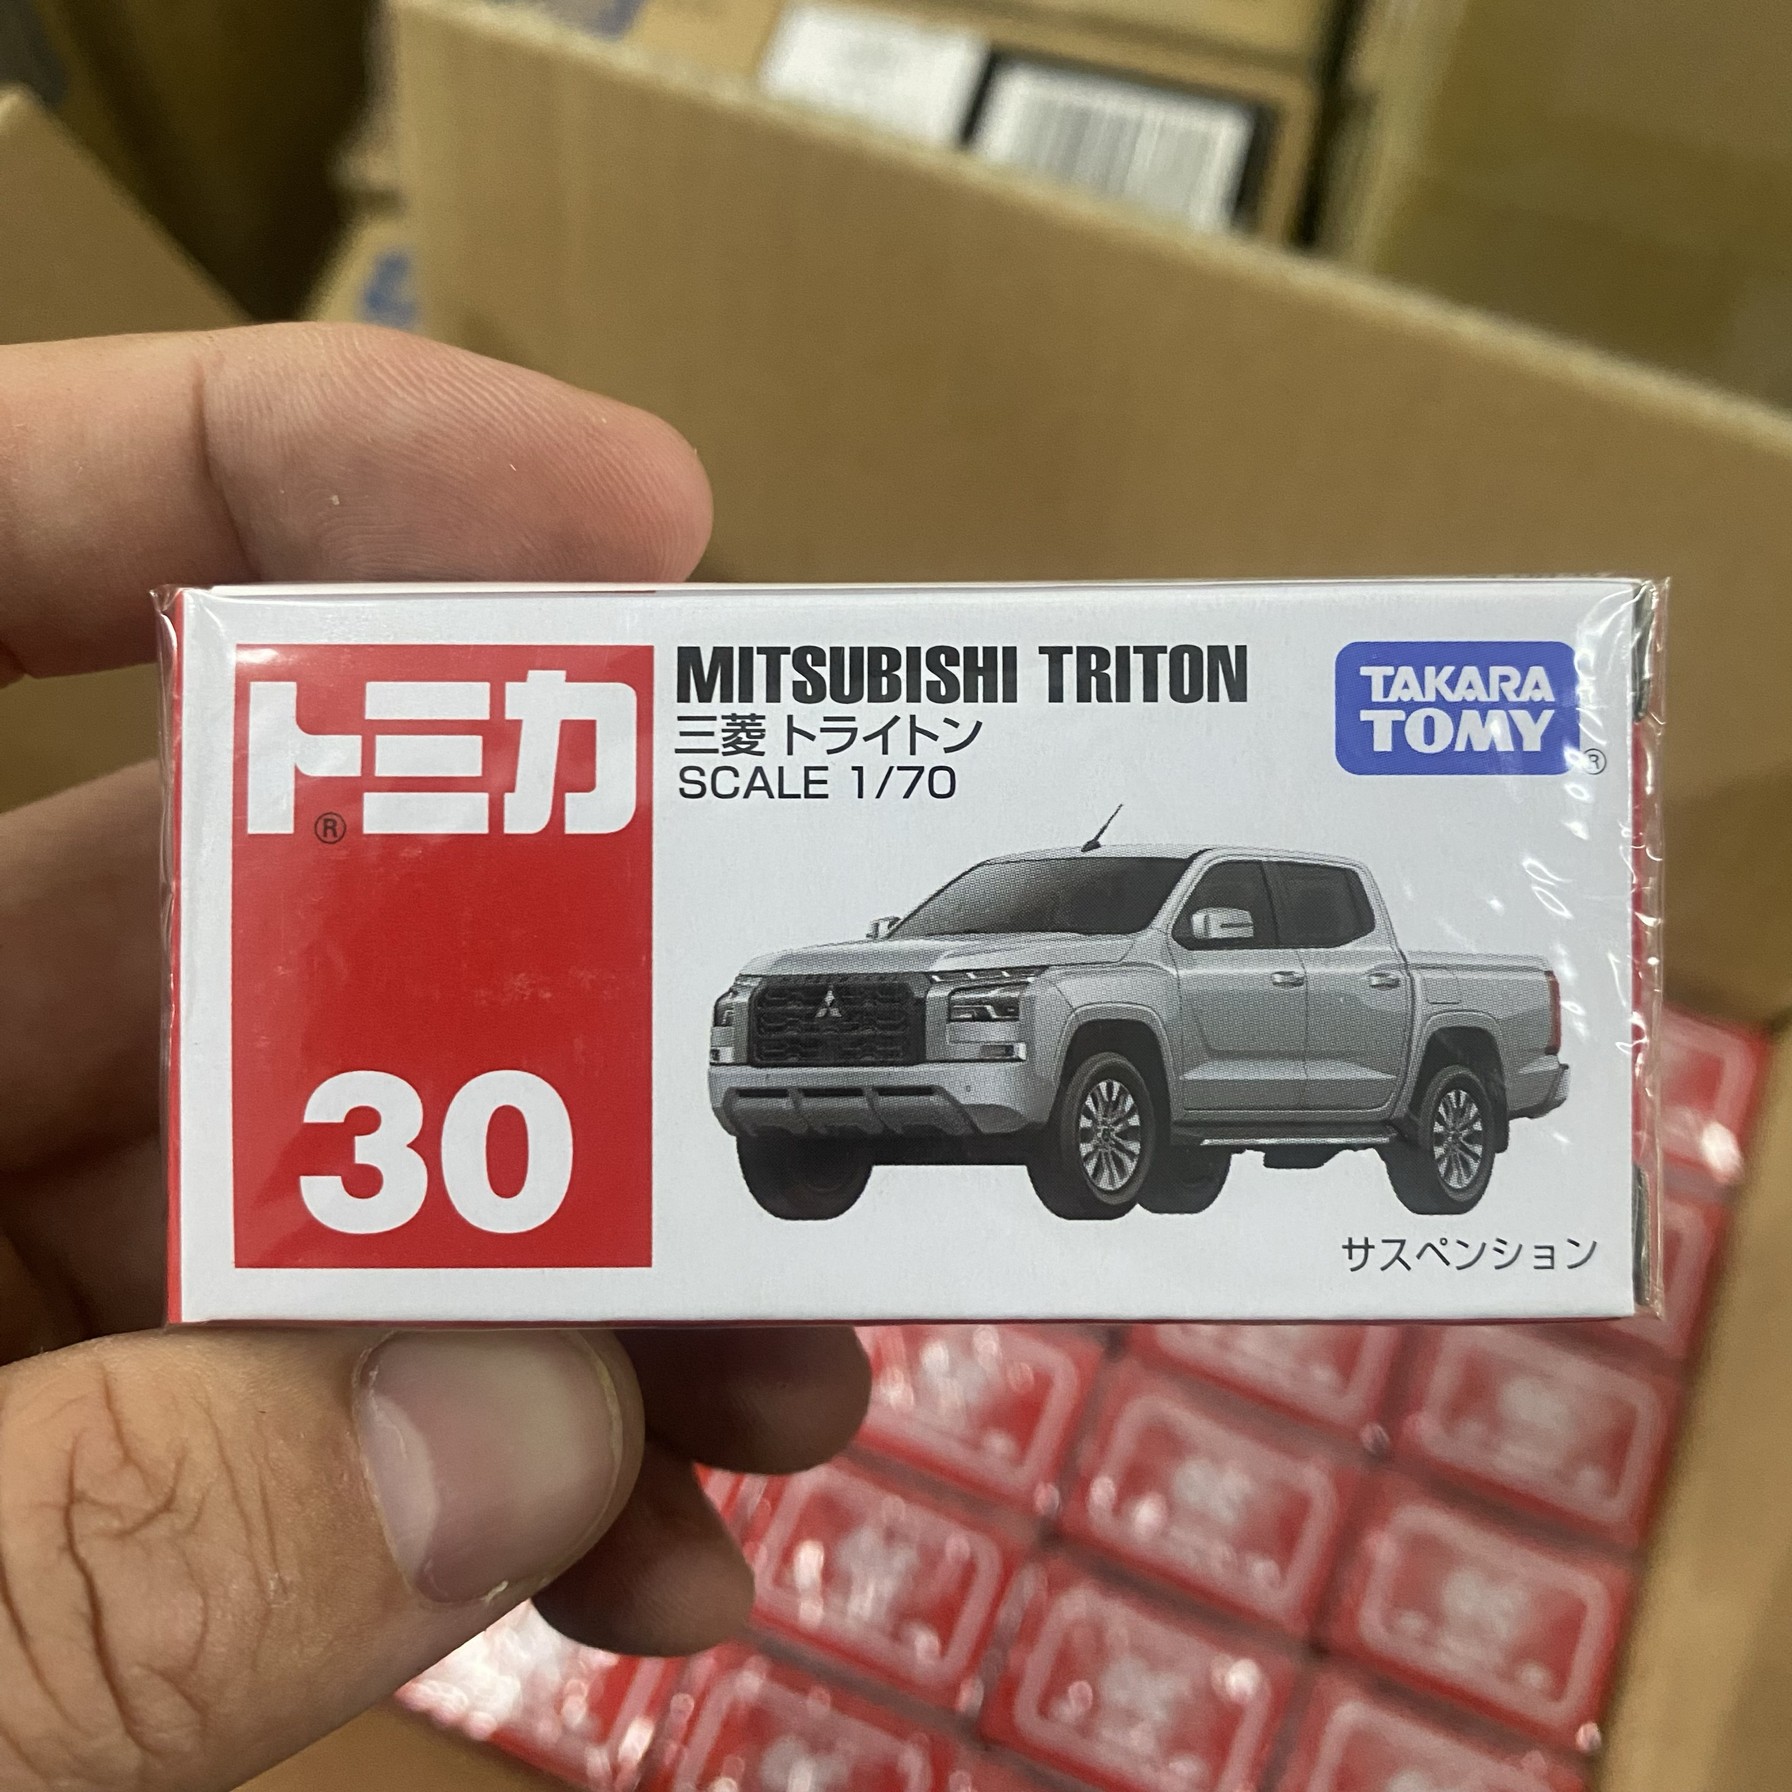 トミカ
®
30
MITSUBISHI TRITON
三菱 トライトン
SCALE 1/70
TAKARA
TOMY
®
サスペンション